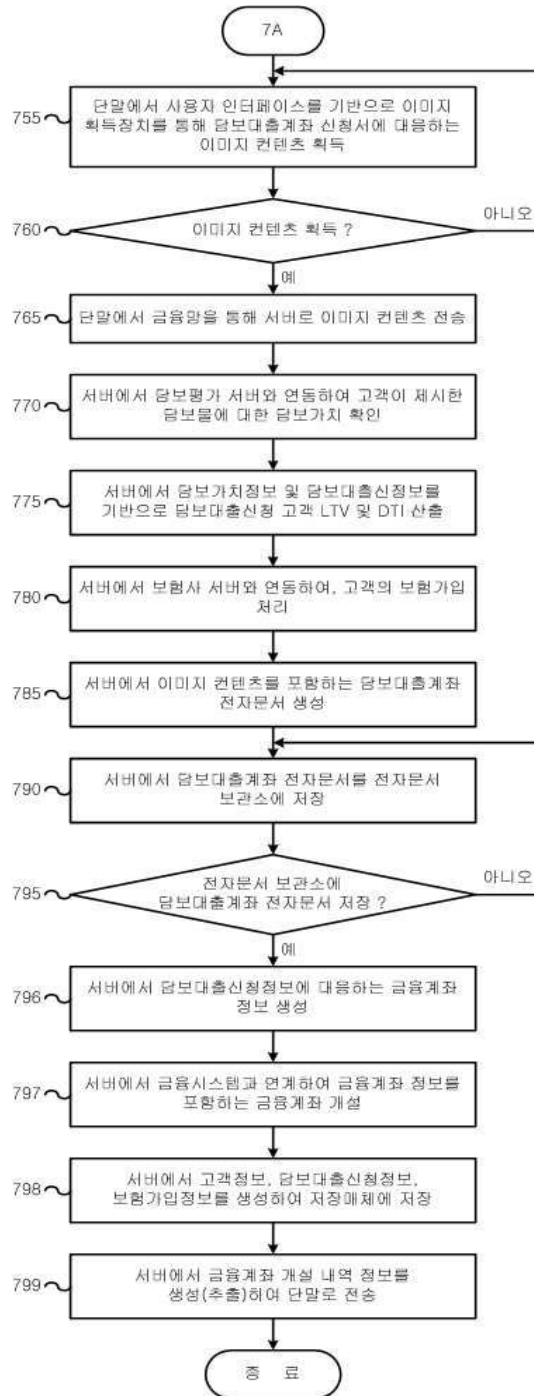 7A
755
단말에서 사용자 인터페이스를 기반으로 이미지
획득장치를 통해 담보대출계좌 신청서에 대응하는
이미지 컨텐츠 획득
760
이미지 컨텐츠 획득 ?
아니오
예
765
단말에서 금융망을 통해 서버로 이미지 컨텐츠 전송
770
서버에서 담보평가 서버와 연동하여 고객이 제시한
담보물에 대한 담보가치 확인
775
서버에서 담보가치정보 및 담보대출신정보를
기반으로 담보대출신청 고객 LTV 및 DTI 산출
780
서버에서 보험사 서버와 연동하여, 고객의 보험가입
처리
785
서버에서 이미지 컨텐츠를 포함하는 담보대출계좌
전자문서 생성
790
서버에서 담보대출계좌 전자문서를 전자문서
보관소에 저장
795
전자문서 보관소에
담보대출계좌 전자문서 저장 ?
아니오
예
796
서버에서 담보대출신청정보에 대응하는 금융계좌
정보 생성
797
서버에서 금융시스템과 연계하여 금융계좌 정보를
포함하는 금융계좌 개설
798
서버에서 고객정보, 담보대출신청정보,
보험가입정보를 생성하여 저장매체에 저장
799
서버에서 금융계좌 개설 내역 정보를
생성(추출)하여 단말로 전송
종 료